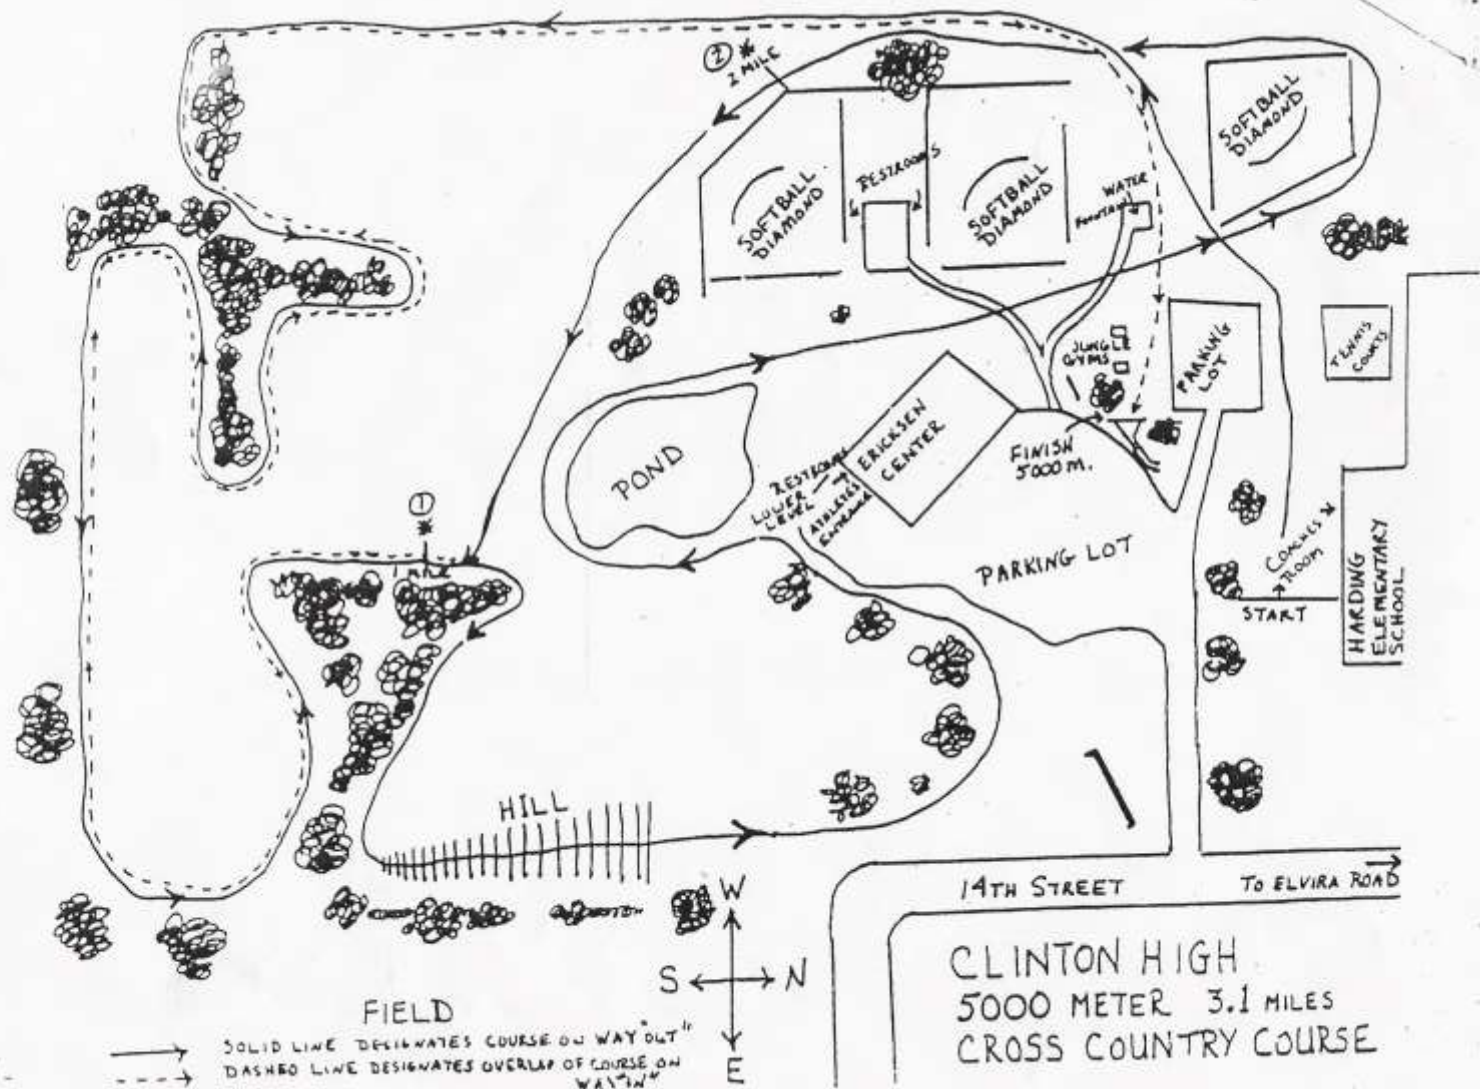 ② *
2 MILE
SOFTBALL
DIAMOND
RESTROOMS
SOFTBALL
DIAMOND
WATER
FOUNTAIN
SOFTBALL
DIAMOND
JUNGLE
GYMS
PARKING
LOT
TENNIS
COURTS
POND
RESTROOMS
LOWER
LEVEL
ATHLETES
ENTRANCE
ERICKSEN
CENTER
FINISH
5000 M.
①
*
1 MILE
PARKING LOT
COACHES
ROOM
START
HARDING
ELEMENTARY
SCHOOL
HILL
14TH STREET
TO ELVIRA ROAD
W
S
N
E
CLINTON HIGH
5000 METER 3.1 MILES
CROSS COUNTRY COURSE
FIELD
SOLID LINE DESIGNATES COURSE ON WAY "OUT"
DASHED LINE DESIGNATES OVERLAP OF COURSE ON
WAY "IN"